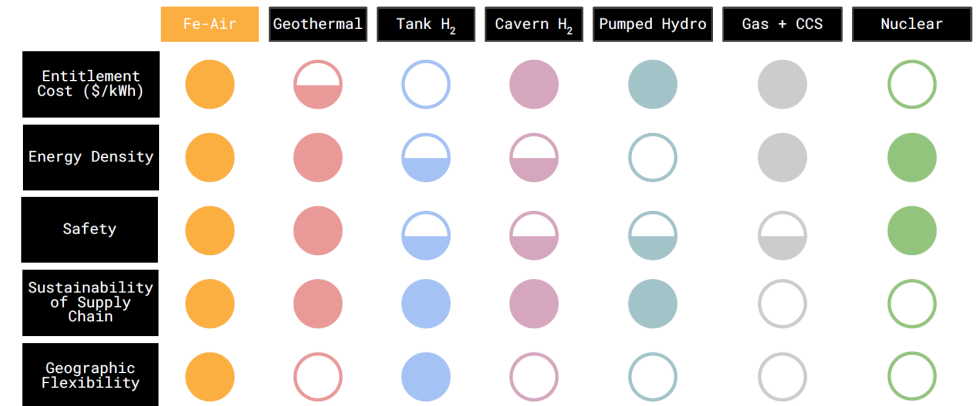 Fe-Air
Geothermal
Tank H2
Cavern H2
Pumped Hydro
Gas + CCS
Nuclear
Entitlement
Cost ($/kWh)
Energy Density
Safety
Sustainability
of Supply
Chain
Geographic
Flexibility